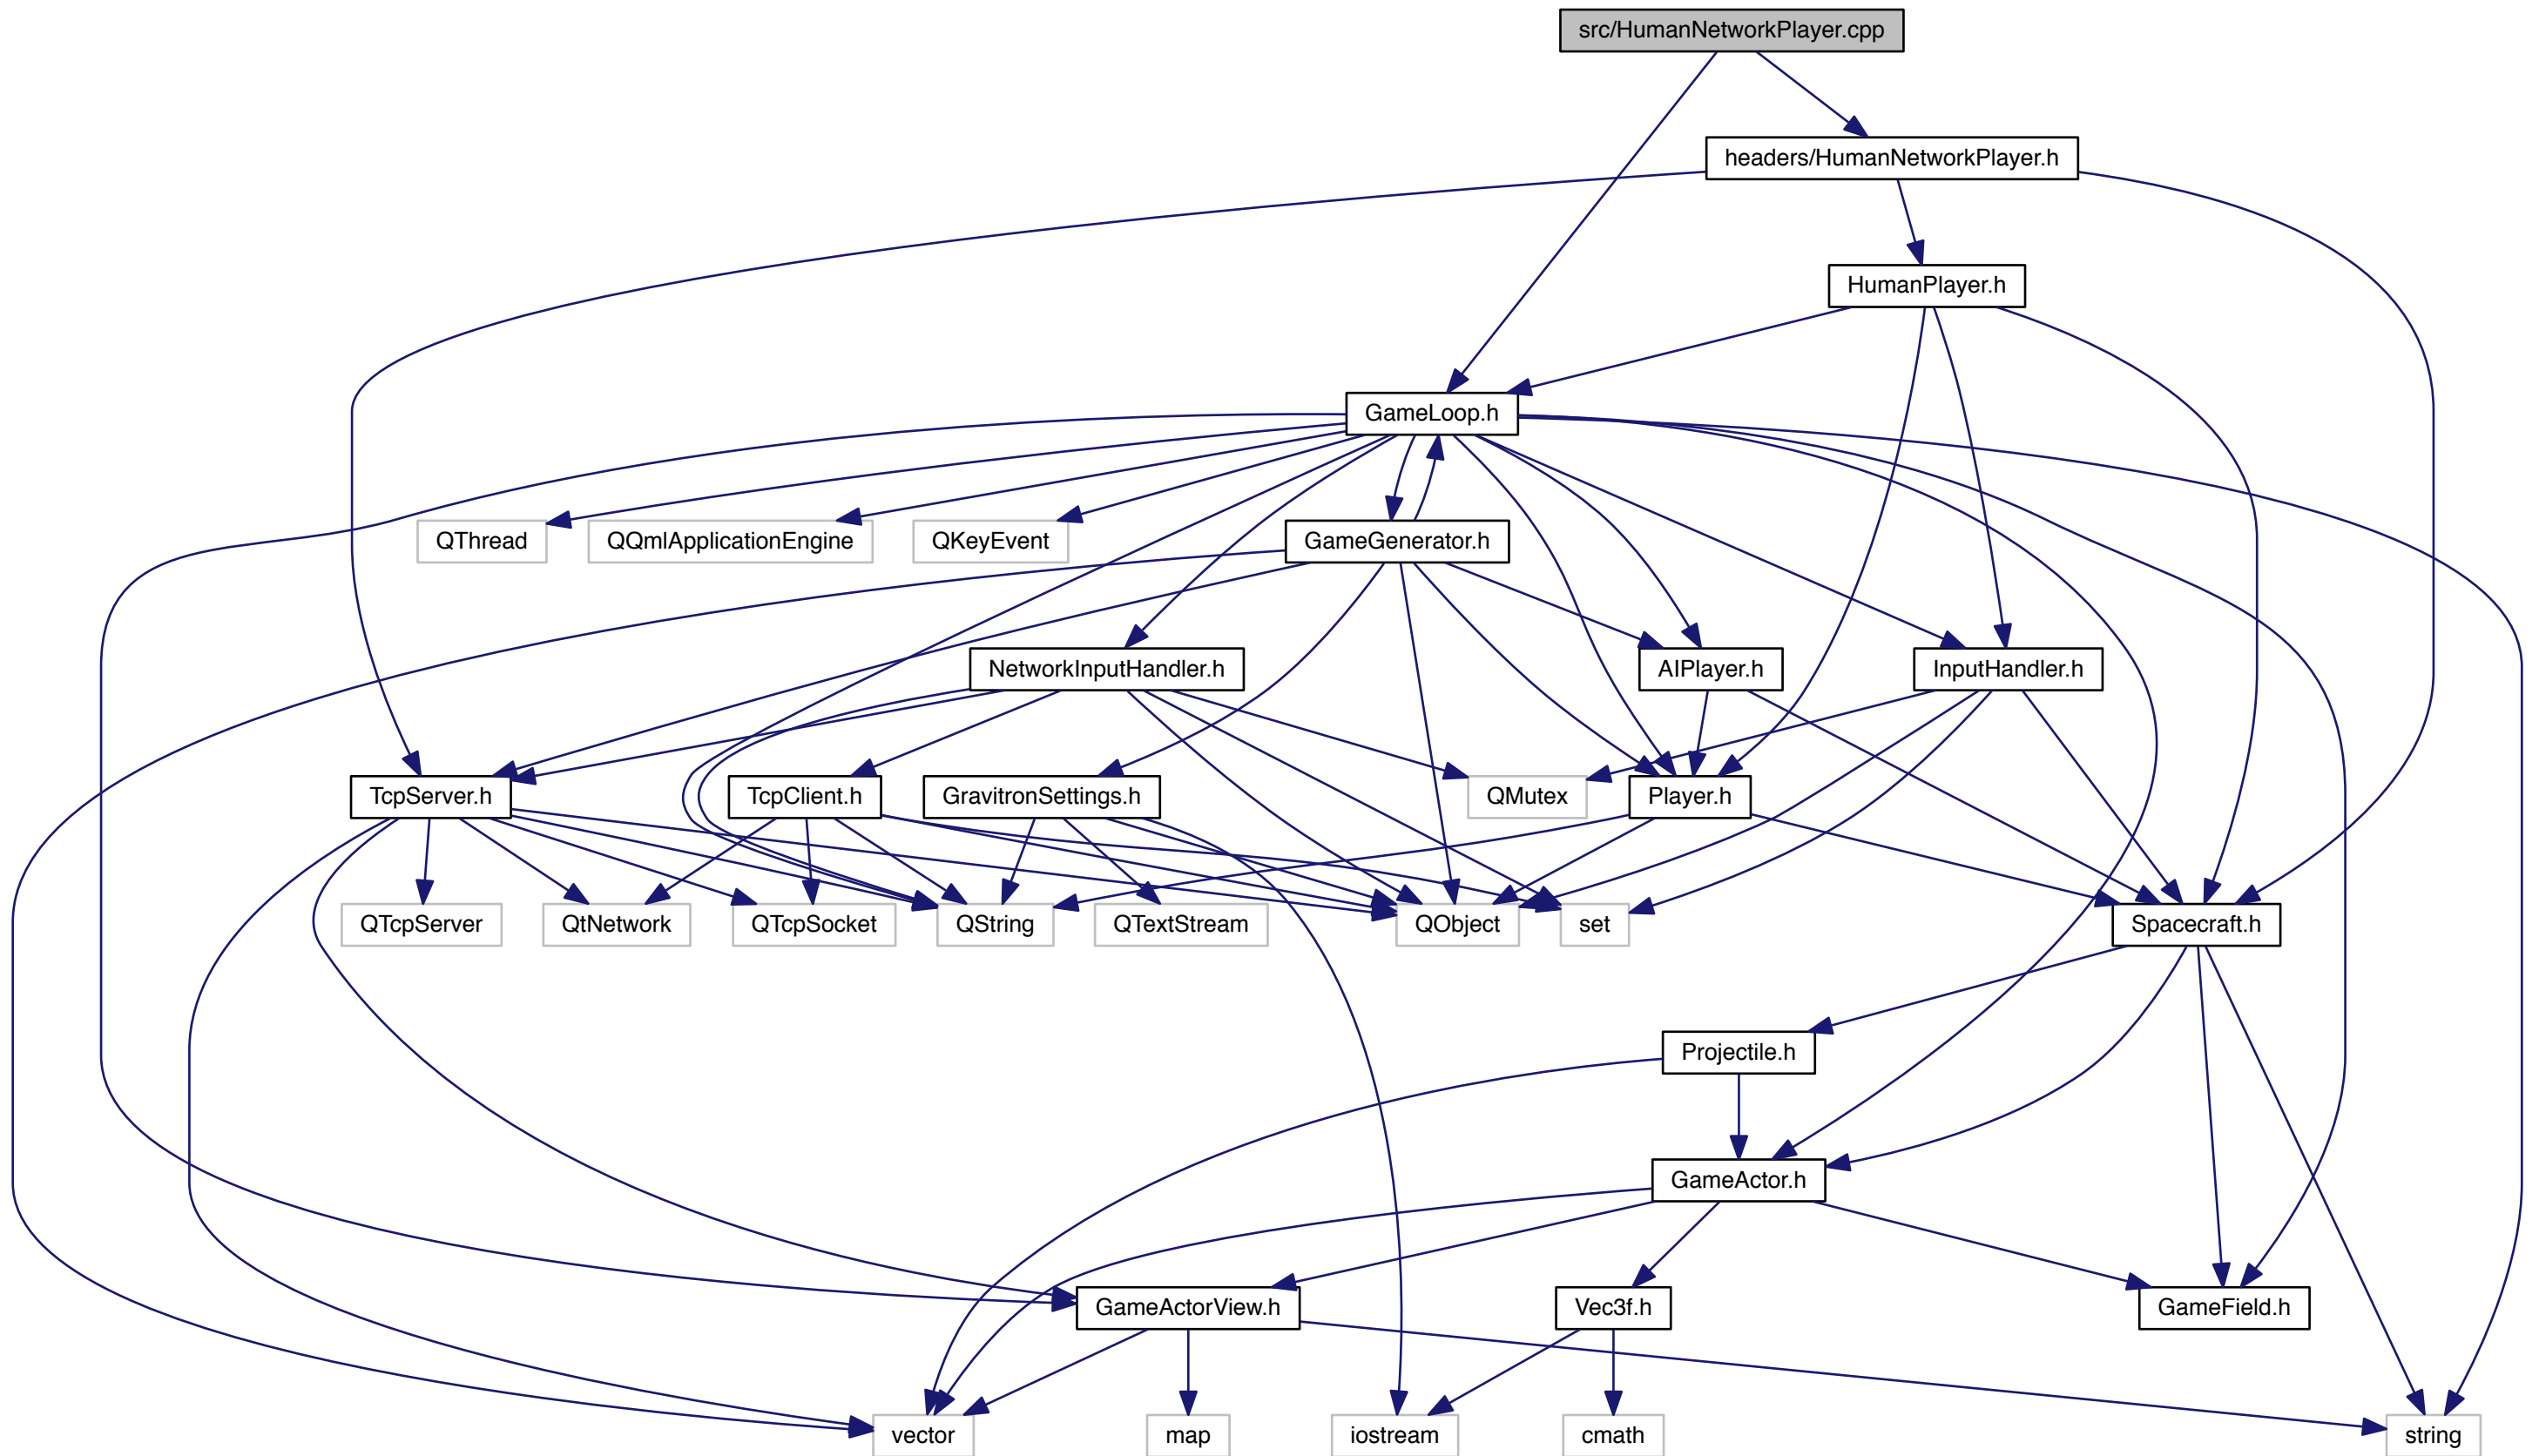 src/HumanNetworkPlayer.cpp
headers/HumanNetworkPlayer.h
HumanPlayer.h
GameLoop.h
QThread
QQmlApplicationEngine
QKeyEvent
GameGenerator.h
NetworkInputHandler.h
AIPlayer.h
InputHandler.h
TcpServer.h
TcpClient.h
GravitronSettings.h
QMutex
Player.h
QTcpServer
QtNetwork
QTcpSocket
QString
QTextStream
QObject
set
Spacecraft.h
Projectile.h
GameActor.h
GameActorView.h
Vec3f.h
GameField.h
vector
map
iostream
cmath
string